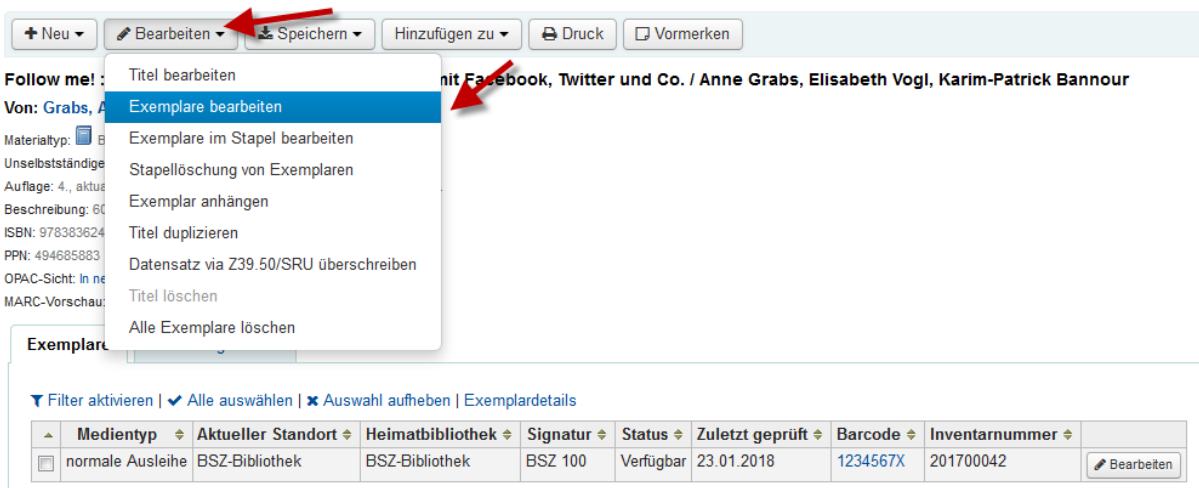 Neu Bearbeiten Speichern Hinzufügen zu Druck Vormerken
Follow me! : mit Facebook, Twitter und Co. / Anne Grabs, Elisabeth Vogl, Karim-Patrick Bannour
Von: Grabs, A
Materialtyp: B
Unselbstständige
Auflage: 4., aktua
Beschreibung: 60
ISBN: 978383624
PPN: 494685883
OPAC-Sicht: In ne
MARC-Vorschau:
Titel bearbeiten
Exemplare bearbeiten
Exemplare im Stapel bearbeiten
Stapellöschung von Exemplaren
Exemplar anhängen
Titel duplizieren
Datensatz via Z39.50/SRU überschreiben
Titel löschen
Alle Exemplare löschen
Exemplare
Filter aktivieren | Alle auswählen | Auswahl aufheben | Exemplardetails
Medientyp Aktueller Standort Heimatbibliothek Signatur Status Zuletzt geprüft Barcode Inventarnummer
normale Ausleihe BSZ-Bibliothek BSZ-Bibliothek BSZ 100 Verfügbar 23.01.2018 1234567X 201700042 Bearbeiten